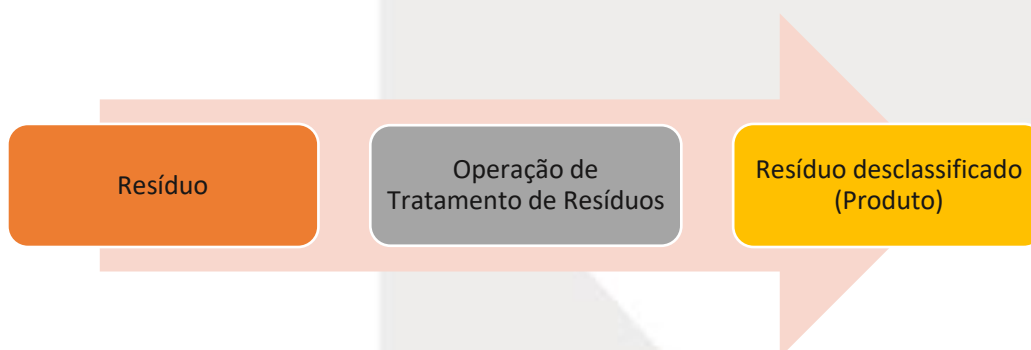 Resíduo
Operação de
Tratamento de Resíduos
Resíduo desclassificado
(Produto)